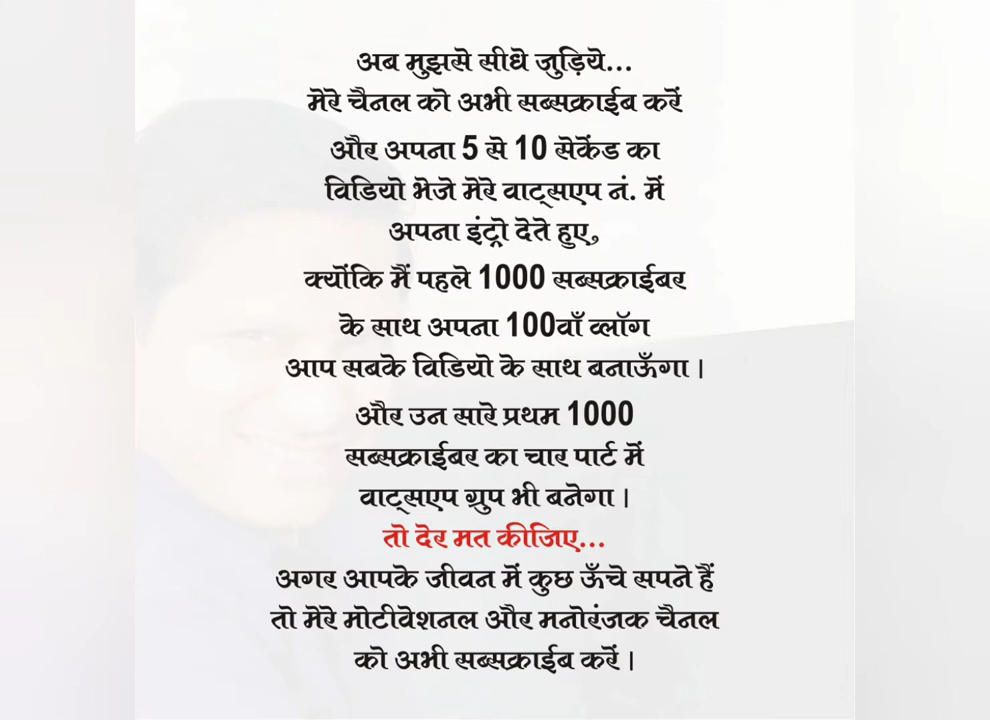 अब मुझसे सीधे जुड़िये...
मेरे चैनल को अभी सब्सक्राईब करें
और अपना 5 से 10 सेकेंड का
विडियो भेजे मेरे वाट्सएप नं. में
अपना इंट्रो देते हुए,
क्योंकि मैं पहले 1000 सब्सक्राईबर
के साथ अपना 100वाँ व्लॉग
आप सबके विडियो के साथ बनाऊँगा |
और उन सारे प्रथम 1000
सब्सक्राईबर का चार पार्ट में
वाट्सएप ग्रुप भी बनेगा |
तो देर मत कीजिए...
अगर आपके जीवन में कुछ ऊँचे सपने हैं
तो मेरे मोटीवेशनल और मनोरंजक चैनल
को अभी सब्सक्राईब करें |